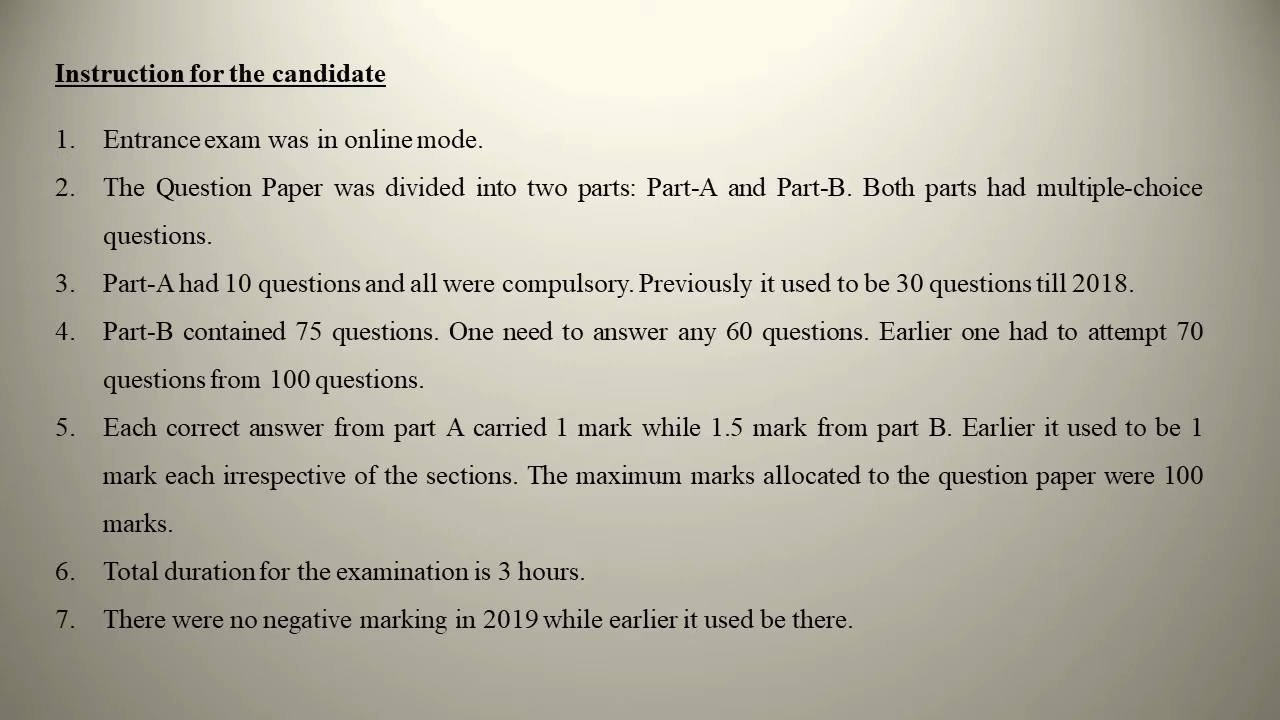 Instruction for the candidate
1. Entrance exam was in online mode.
2. The Question Paper was divided into two parts: Part-A and Part-B. Both parts had multiple-choice
questions.
3. Part-A had 10 questions and all were compulsory. Previously it used to be 30 questions till 2018.
4. Part-B contained 75 questions. One need to answer any 60 questions. Earlier one had to attempt 70
questions from 100 questions.
5. Each correct answer from part A carried 1 mark while 1.5 mark from part B. Earlier it used to be 1
mark each irrespective of the sections. The maximum marks allocated to the question paper were 100
marks.
6. Total duration for the examination is 3 hours.
7. There were no negative marking in 2019 while earlier it used be there.